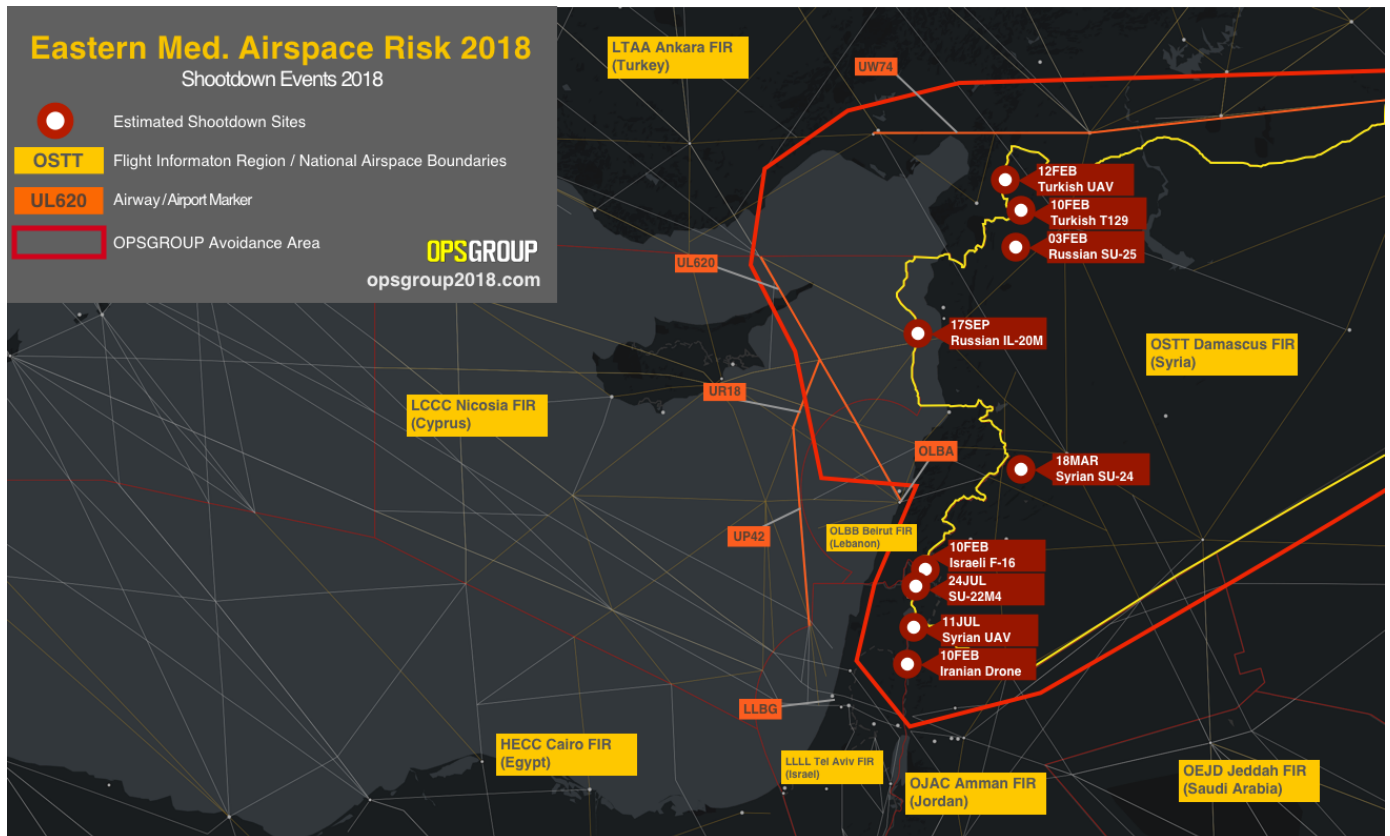 Eastern Med. Airspace Risk 2018
Shootdown Events 2018
Estimated Shootdown Sites
OSTT
Flight Informaton Region / National Airspace Boundaries
UL620
Airway/Airport Marker
OPSGROUP Avoidance Area
OPSGROUP
opsgroup2018.com
LTAA Ankara FIR
(Turkey)
UW74
12FEB
Turkish UAV
10FEB
Turkish T129
03FEB
Russian SU-25
UL620
17SEP
Russian IL-20M
OSTT Damascus FIR
(Syria)
UR18
LCCC Nicosia FIR
(Cyprus)
OLBA
18MAR
Syrian SU-24
UP42
OLBB Beirut FIR
(Lebanon)
10FEB
Israeli F-16
24JUL
SU-22M4
11JUL
Syrian UAV
10FEB
Iranian Drone
LLBG
HECC Cairo FIR
(Egypt)
LLLL Tel Aviv FIR
(Israel)
OJAC Amman FIR
(Jordan)
OEJD Jeddah FIR
(Saudi Arabia)